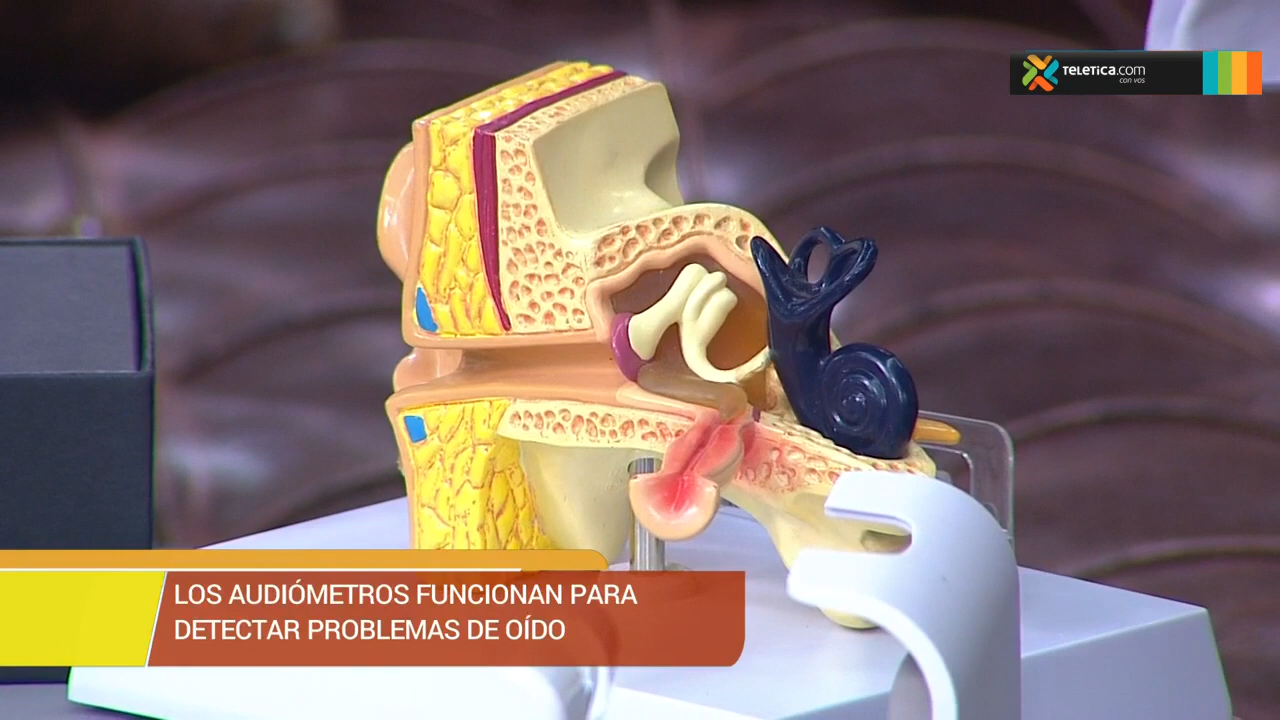 TELETICA.com
con vos
LOS AUDIÓMETROS FUNCIONAN PARA
DETECTAR PROBLEMAS DE OÍDO